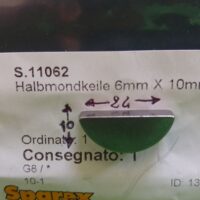 S.11062
Halbmondkeile 6mm X 10mm
24
10
Ordinato: 1
Consegnato: 1
G8 / *
10-1
ID: 13
Sparex